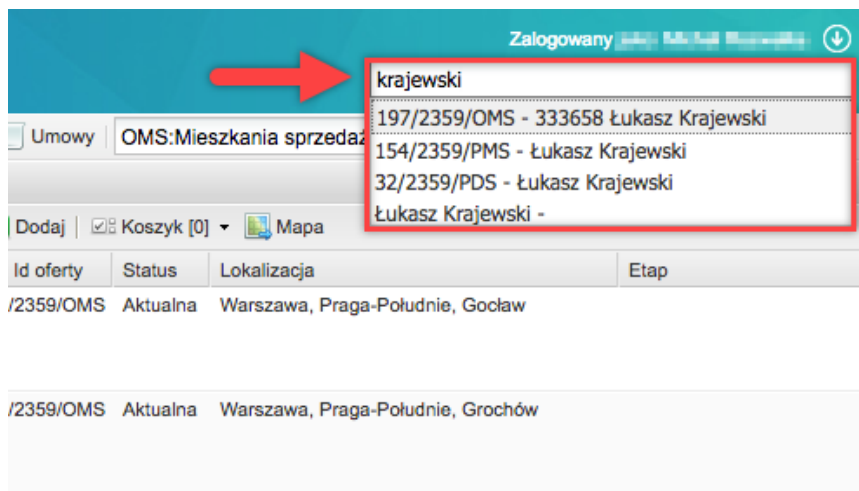 Zalogowany
krajewski
197/2359/OMS - 333658 Łukasz Krajewski
154/2359/PMS - Łukasz Krajewski
32/2359/PDS - Łukasz Krajewski
Łukasz Krajewski -
Umowy OMS:Mieszkania sprzedaż
Dodaj Koszyk [0] Mapa
Id oferty Status Lokalizacja Etap
/2359/OMS Aktualna Warszawa, Praga-Południe, Gocław
/2359/OMS Aktualna Warszawa, Praga-Południe, Grochów